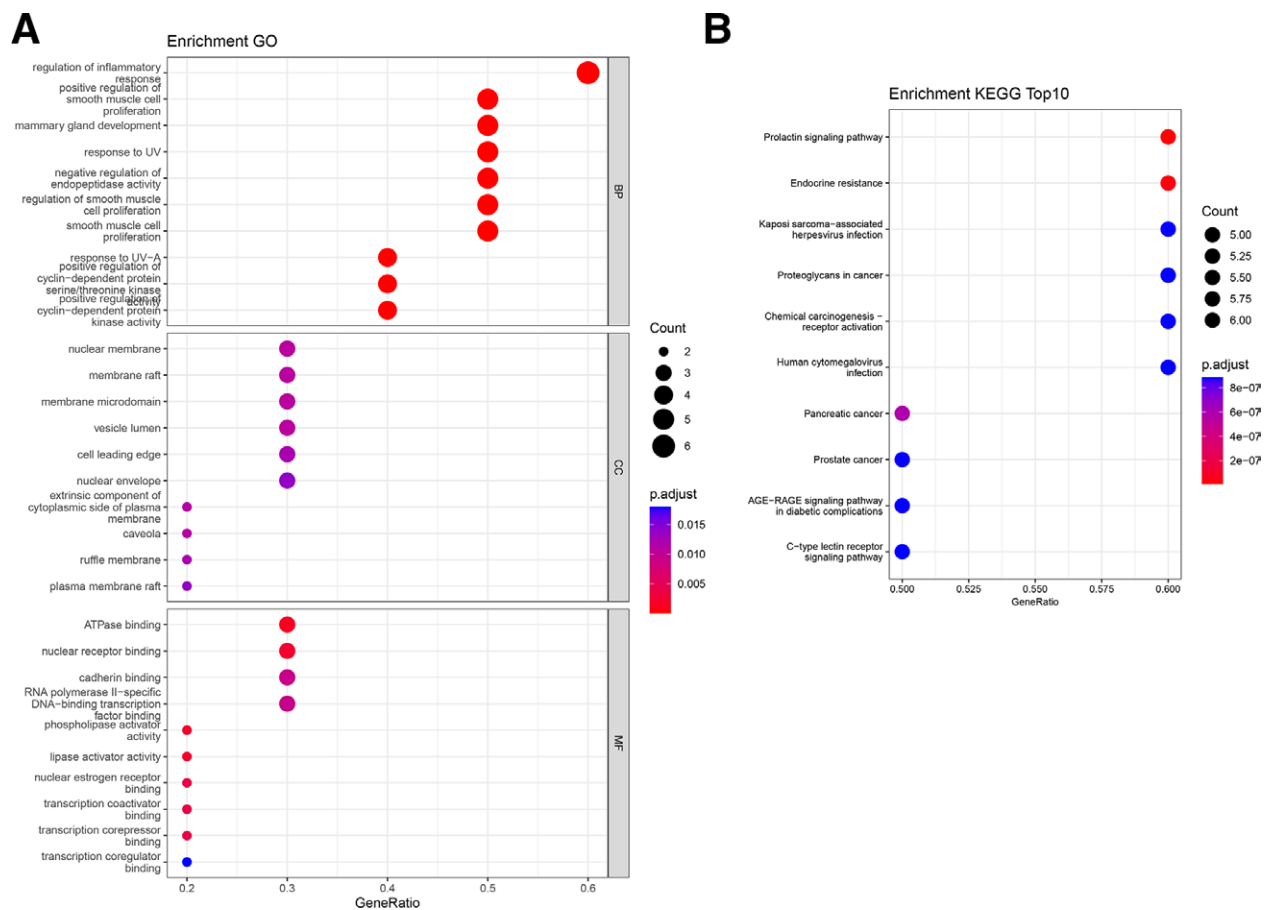 A
Enrichment GO
regulation of inflammatory
response
positive regulation of
smooth muscle cell
proliferation
mammary gland development
response to UV
negative regulation of
endopeptidase activity
regulation of smooth muscle
cell proliferation
smooth muscle cell
proliferation
response to UV−A
positive regulation of
cyclin−dependent protein
serine/threonine kinase
activity
positive regulation of
cyclin−dependent protein
kinase activity
BP
nuclear membrane
membrane raft
membrane microdomain
vesicle lumen
cell leading edge
nuclear envelope
extrinsic component of
cytoplasmic side of plasma
membrane
caveola
ruffle membrane
plasma membrane raft
CC
ATPase binding
nuclear receptor binding
cadherin binding
RNA polymerase II−specific
DNA−binding transcription
factor binding
phospholipase activator
activity
lipase activator activity
nuclear estrogen receptor
binding
transcription coactivator
binding
transcription corepressor
binding
transcription coregulator
binding
MF
0.2 0.3 0.4 0.5 0.6
GeneRatio
Count
2
3
4
5
6
p.adjust
0.015
0.010
0.005
B
Enrichment KEGG Top10
Prolactin signaling pathway
Endocrine resistance
Kaposi sarcoma−associated
herpesvirus infection
Proteoglycans in cancer
Chemical carcinogenesis −
receptor activation
Human cytomegalovirus
infection
Pancreatic cancer
Prostate cancer
AGE−RAGE signaling pathway
in diabetic complications
C−type lectin receptor
signaling pathway
0.500 0.525 0.550 0.575 0.600
GeneRatio
Count
5.00
5.25
5.50
5.75
6.00
p.adjust
8e−07
6e−07
4e−07
2e−07